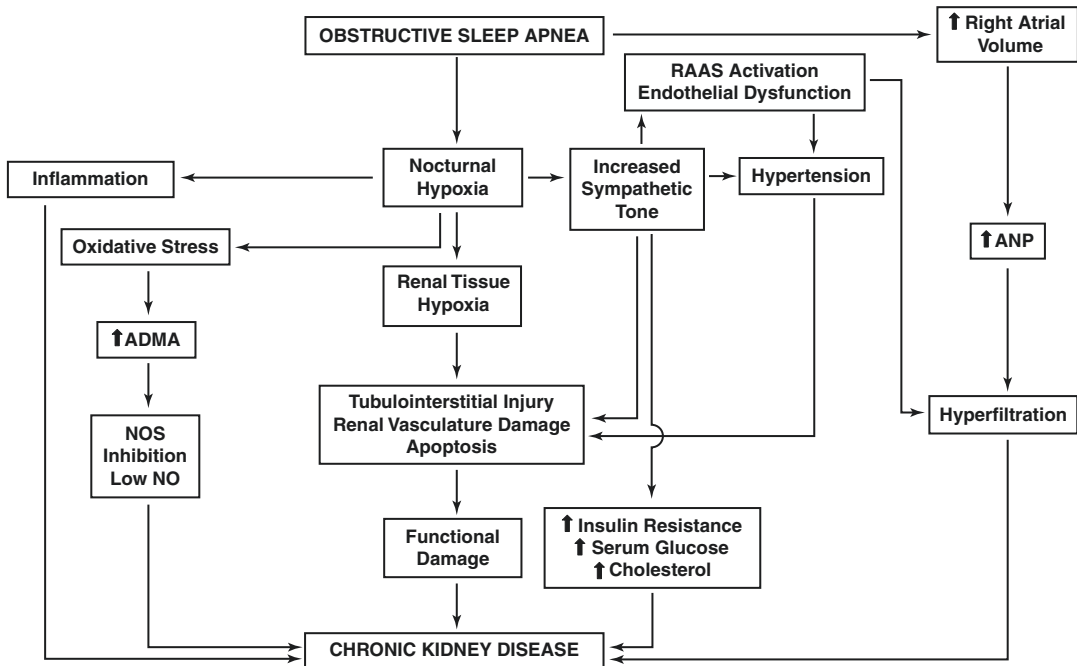 OBSTRUCTIVE SLEEP APNEA
⬆Right Atrial
Volume
RAAS Activation
Endothelial Dysfunction
Inflammation
Nocturnal
Hypoxia
Increased
Sympathetic
Tone
Hypertension
Oxidative Stress
⬆ANP
Renal Tissue
Hypoxia
⬆ADMA
Tubulointerstitial Injury
Renal Vasculature Damage
Apoptosis
Hyperfiltration
NOS
Inhibition
Low NO
Functional
Damage
⬆Insulin Resistance
⬆Serum Glucose
⬆Cholesterol
CHRONIC KIDNEY DISEASE